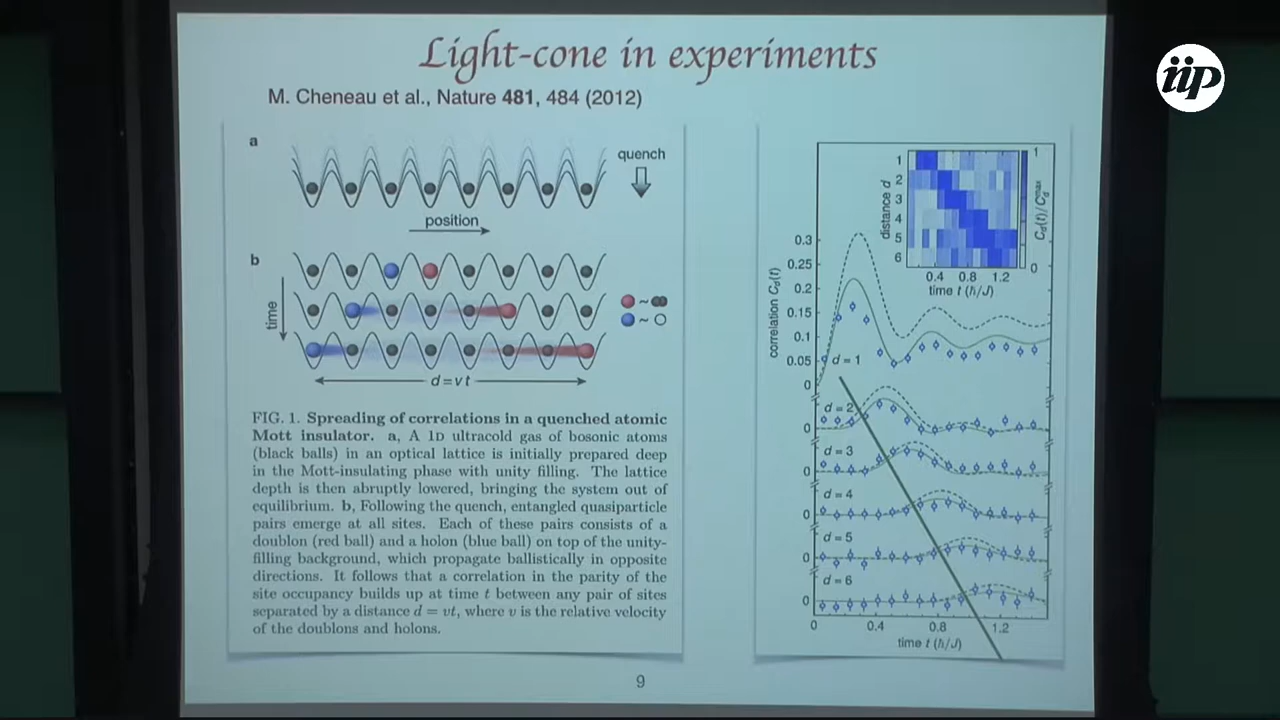 Light-cone in experiments
iip
M. Cheneau et al., Nature 481, 484 (2012)
a
quench
position
b
time
~
~
d = v t
FIG. 1. Spreading of correlations in a quenched atomic
Mott insulator. a, A 1D ultracold gas of bosonic atoms
(black balls) in an optical lattice is initially prepared deep
in the Mott-insulating phase with unity filling. The lattice
depth is then abruptly lowered, bringing the system out of
equilibrium. b, Following the quench, entangled quasiparticle
pairs emerge at all sites. Each of these pairs consists of a
doublon (red ball) and a holon (blue ball) on top of the unity-
filling background, which propagate ballistically in opposite
directions. It follows that a correlation in the parity of the
site occupancy builds up at time t between any pair of sites
separated by a distance d = vt, where v is the relative velocity
of the doublons and holons.
correlation Cd(t)
0.3
0.25
0.2
0.15
0.1
0.05
0
d = 1
0
d = 2
0
d = 3
0
d = 4
0
d = 5
0
d = 6
0 0.4 0.8 1.2
time t (ħ/J)
distance d
1
2
3
4
5
6
0.4 0.8 1.2
time t (ħ/J)
1
0
Cd(t)/Cd max
9